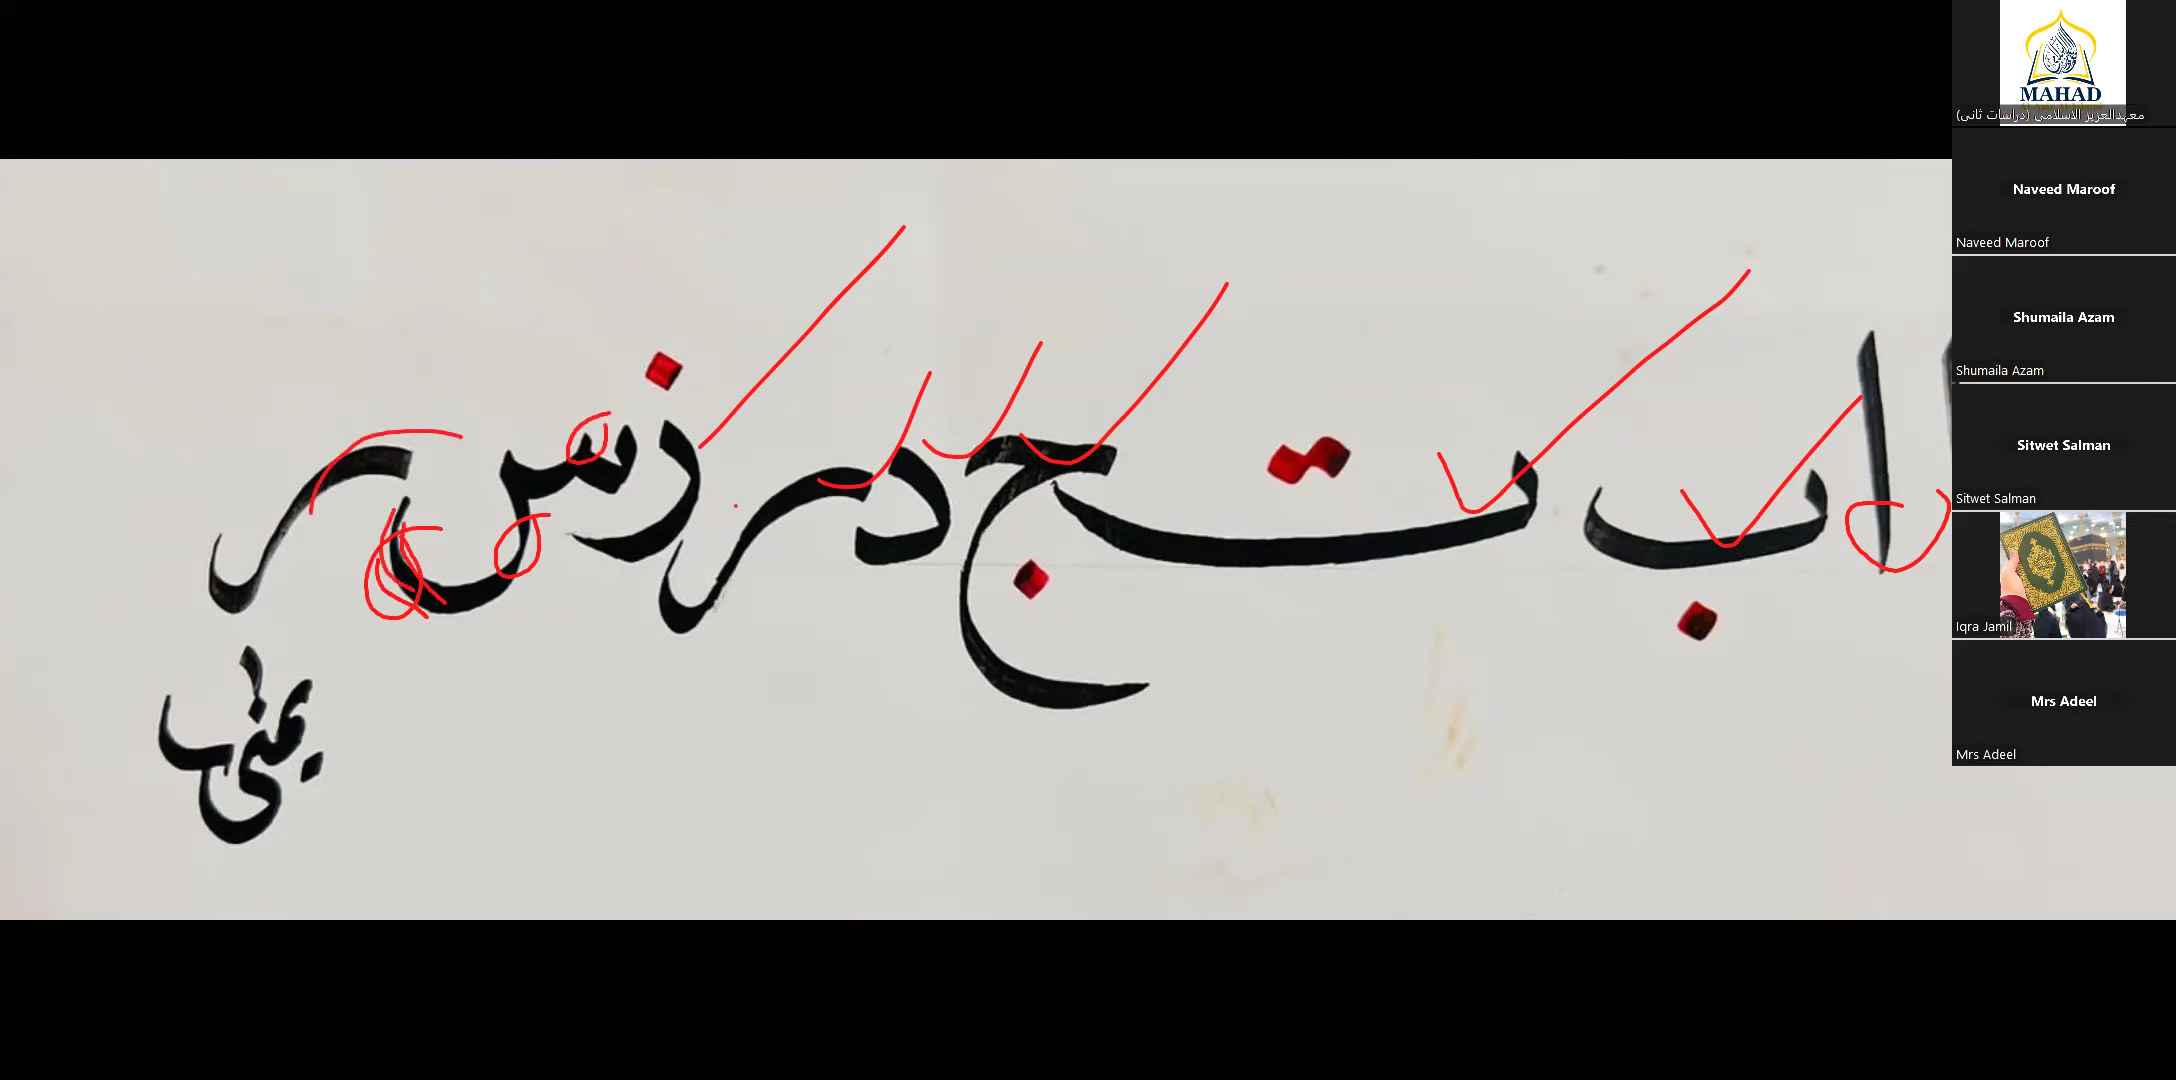 ا ب ت ج د ر ز س ر
MAHAD
معہدالعزیز الاسلامی (دراسات ثانی)
Naveed Maroof
Naveed Maroof
Shumaila Azam
Shumaila Azam
Sitwet Salman
Sitwet Salman
Iqra Jamil
Mrs Adeel
Mrs Adeel